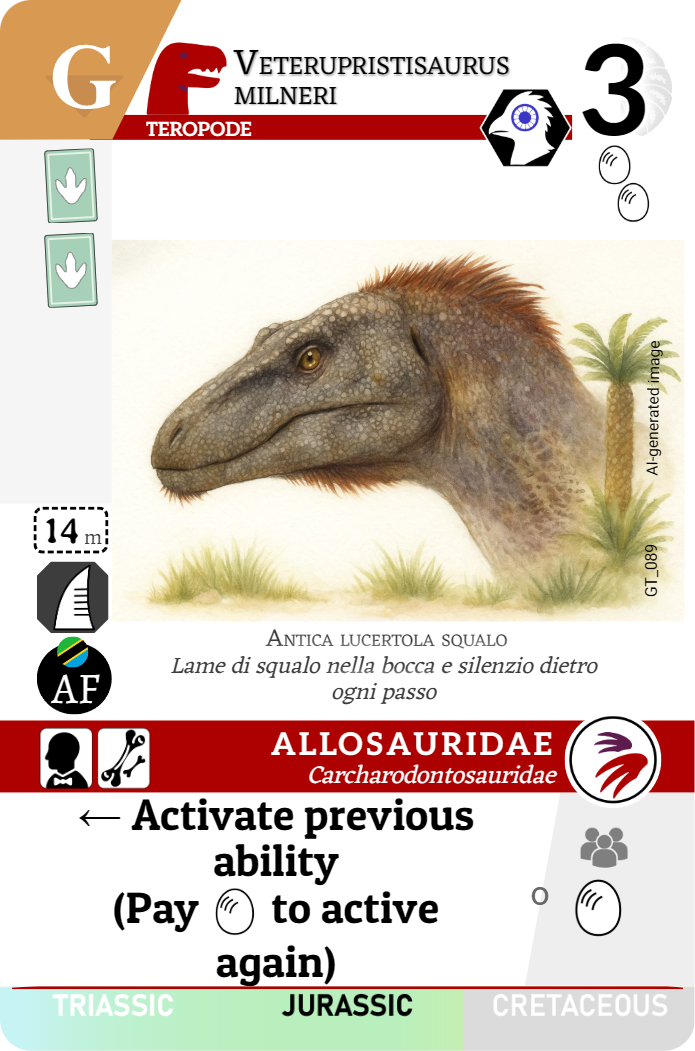 G
VETERUPRISTISAURUS
MILNERI
3
TEROPODE
AI-generated image
GT_089
14 m
AF
ANTICA LUCERTOLA SQUALO
Lame di squalo nella bocca e silenzio dietro
ogni passo
ALLOSAURIDAE
Carcharodontosauridae
← Activate previous
ability
(Pay to active
again)
o
TRIASSIC JURASSIC CRETACEOUS